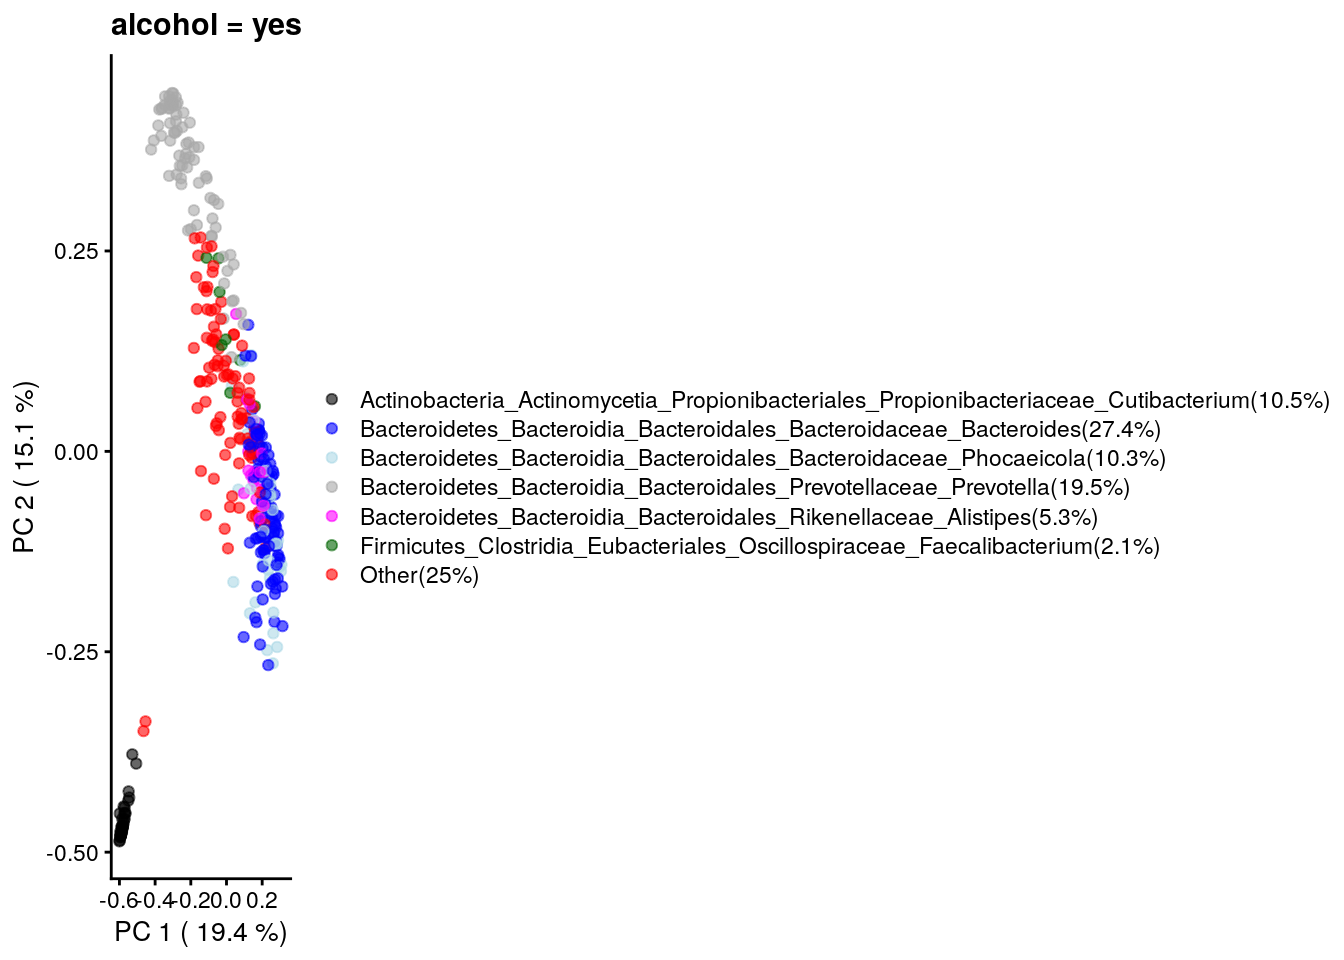 alcohol = yes
0.25
0.00
-0.25
-0.50
PC 2 ( 15.1 %)
-0.6 -0.4 -0.2 0.0 0.2
PC 1 ( 19.4 %)
Actinobacteria_Actinomycetia_Propionibacteriales_Propionibacteriaceae_Cutibacterium(10.5%)
Bacteroidetes_Bacteroidia_Bacteroidales_Bacteroidaceae_Bacteroides(27.4%)
Bacteroidetes_Bacteroidia_Bacteroidales_Bacteroidaceae_Phocaeicola(10.3%)
Bacteroidetes_Bacteroidia_Bacteroidales_Prevotellaceae_Prevotella(19.5%)
Bacteroidetes_Bacteroidia_Bacteroidales_Rikenellaceae_Alistipes(5.3%)
Firmicutes_Clostridia_Eubacteriales_Oscillospiraceae_Faecalibacterium(2.1%)
Other(25%)